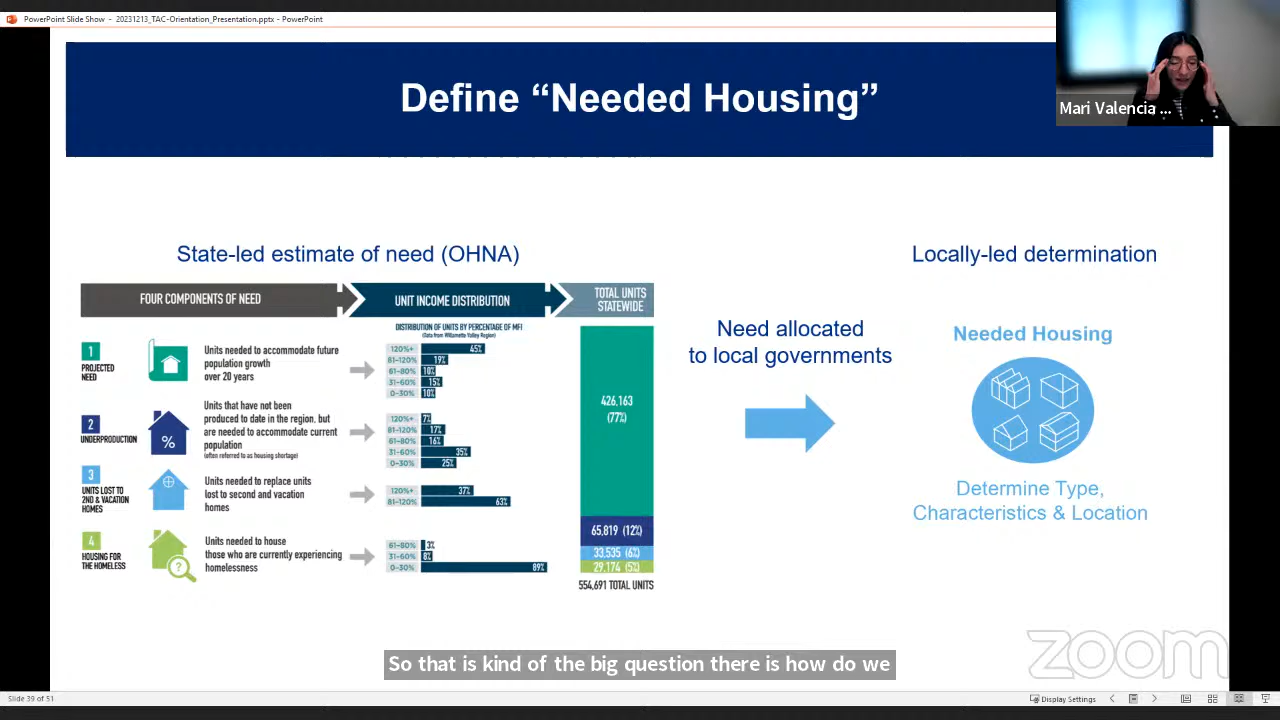 PowerPoint Slide Show - 20231213_TAC-Orientation_Presentation.pptx - PowerPoint
Define “Needed Housing”
Mari Valencia ...
State-led estimate of need (OHNA)
FOUR COMPONENTS OF NEED
UNIT INCOME DISTRIBUTION
TOTAL UNITS
STATEWIDE
DISTRIBUTION OF UNITS BY PERCENTAGE OF MFI
(Data from Willamette Valley Region)
1
PROJECTED
NEED
Units needed to accommodate future
population growth
over 20 years
120%+ 45%
81-120% 19%
61-80% 10%
31-60% 15%
0-30% 10%
2
UNDERPRODUCTION
%
Units that have not been
produced to date in the region, but
are needed to accommodate current
population
(often referred to as housing shortage)
120%+ 7%
81-120% 17%
61-80% 16%
31-60% 35%
0-30% 25%
3
UNITS LOST TO
2ND & VACATION
HOMES
Units needed to replace units
lost to second and vacation
homes
120%+ 37%
81-120% 63%
4
HOUSING FOR
THE HOMELESS
?
Units needed to house
those who are currently experiencing
homelessness
61-80% 3%
31-60% 8%
0-30% 89%
426,163
(77%)
65,819 (12%)
33,535 (6%)
29,174 (5%)
554,691 TOTAL UNITS
Need allocated
to local governments
Locally-led determination
Needed Housing
Determine Type,
Characteristics & Location
So that is kind of the big question there is how do we
zoom
Slide 39 of 51
Display Settings